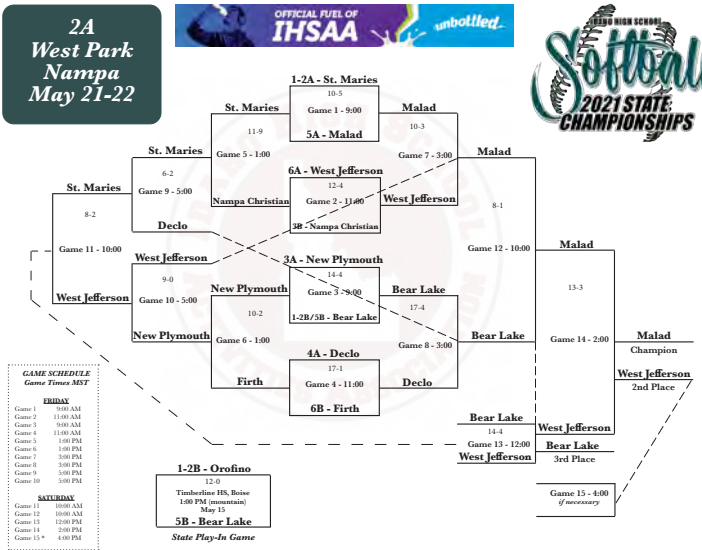 2A
West Park
Nampa
May 21-22
OFFICIAL FUEL OF
IHSAA
unbottled.
IDAHO HIGH SCHOOL
Softball
2021 STATE
CHAMPIONSHIPS
1-2A - St. Maries
10-5
Game 1 - 9:00
5A - Malad
St. Maries
11-9
Game 5 - 1:00
Nampa Christian
Malad
10-3
Game 7 - 3:00
West Jefferson
6A - West Jefferson
12-4
Game 2 - 11:00
3B - Nampa Christian
St. Maries
6-2
Game 9 - 5:00
Declo
Malad
8-1
Game 12 - 10:00
Bear Lake
St. Maries
8-2
Game 11 - 10:00
West Jefferson
West Jefferson
9-0
Game 10 - 5:00
New Plymouth
3A - New Plymouth
14-4
Game 3 - 9:00
1-2B/5B - Bear Lake
New Plymouth
10-2
Game 6 - 1:00
Firth
Bear Lake
17-4
Game 8 - 3:00
Declo
4A - Declo
17-1
Game 4 - 11:00
6B - Firth
Malad
13-3
Game 14 - 2:00
West Jefferson
Malad
Champion
West Jefferson
2nd Place
Bear Lake
14-4
Game 13 - 12:00
West Jefferson
Bear Lake
3rd Place
Game 15 - 4:00
if necessary
GAME SCHEDULE
Game Times MST
FRIDAY
Game 1 9:00 AM
Game 2 11:00 AM
Game 3 9:00 AM
Game 4 11:00 AM
Game 5 1:00 PM
Game 6 1:00 PM
Game 7 3:00 PM
Game 8 3:00 PM
Game 9 5:00 PM
Game 10 5:00 PM
SATURDAY
Game 11 10:00 AM
Game 12 10:00 AM
Game 13 12:00 PM
Game 14 2:00 PM
Game 15 * 4:00 PM
1-2B - Orofino
12-0
Timberline HS, Boise
1:00 PM (mountain)
May 15
5B - Bear Lake
State Play-In Game